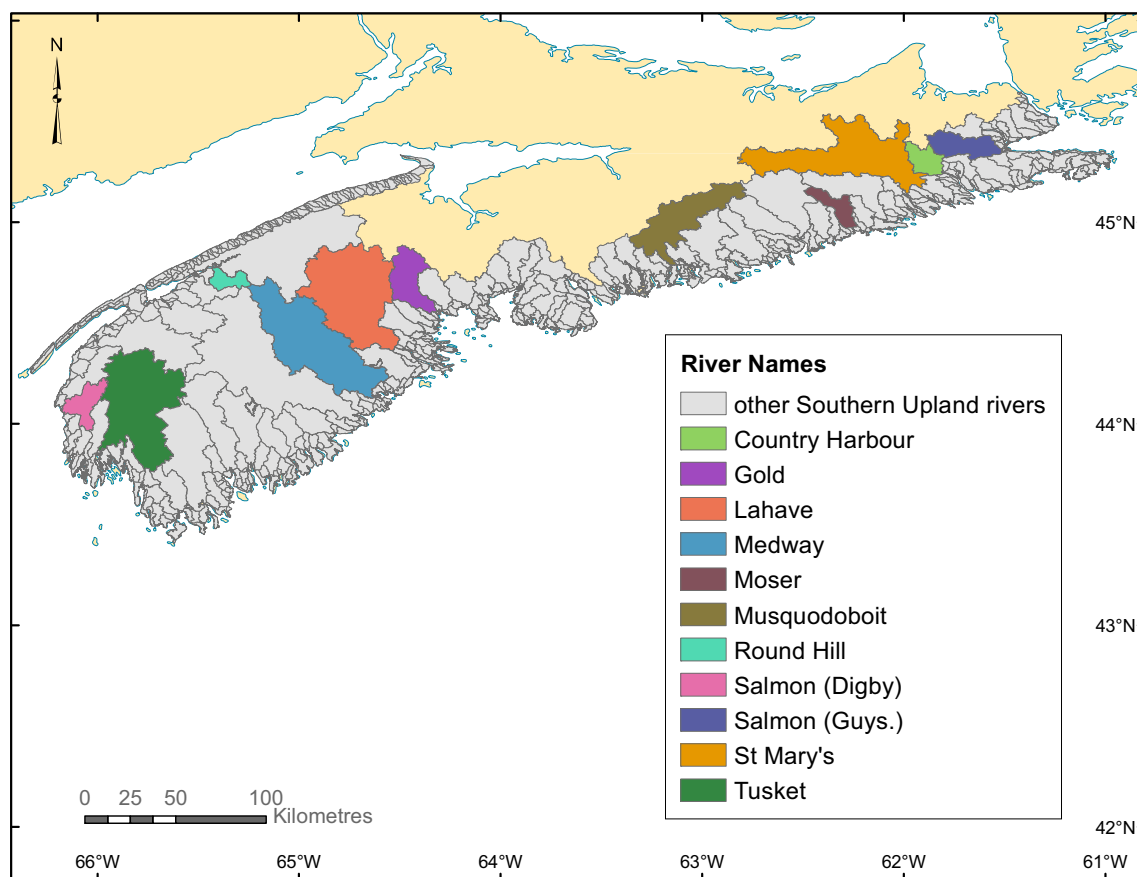 N
45°N
44°N
43°N
42°N
River Names
other Southern Upland rivers
Country Harbour
Gold
Lahave
Medway
Moser
Musquodoboit
Round Hill
Salmon (Digby)
Salmon (Guys.)
St Mary's
Tusket
0 25 50 100
Kilometres
66°W 65°W 64°W 63°W 62°W 61°W